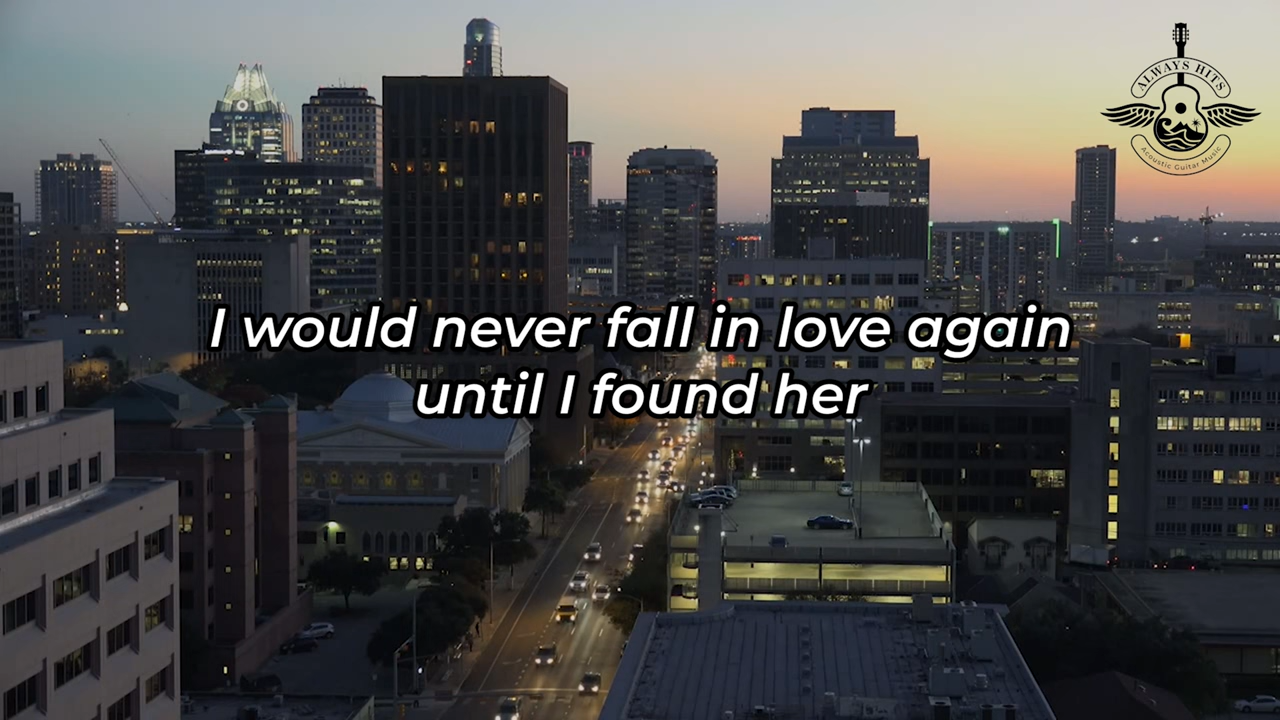 ALWAYS HITS
Acoustic Guitar Music
I would never fall in love again
until I found her